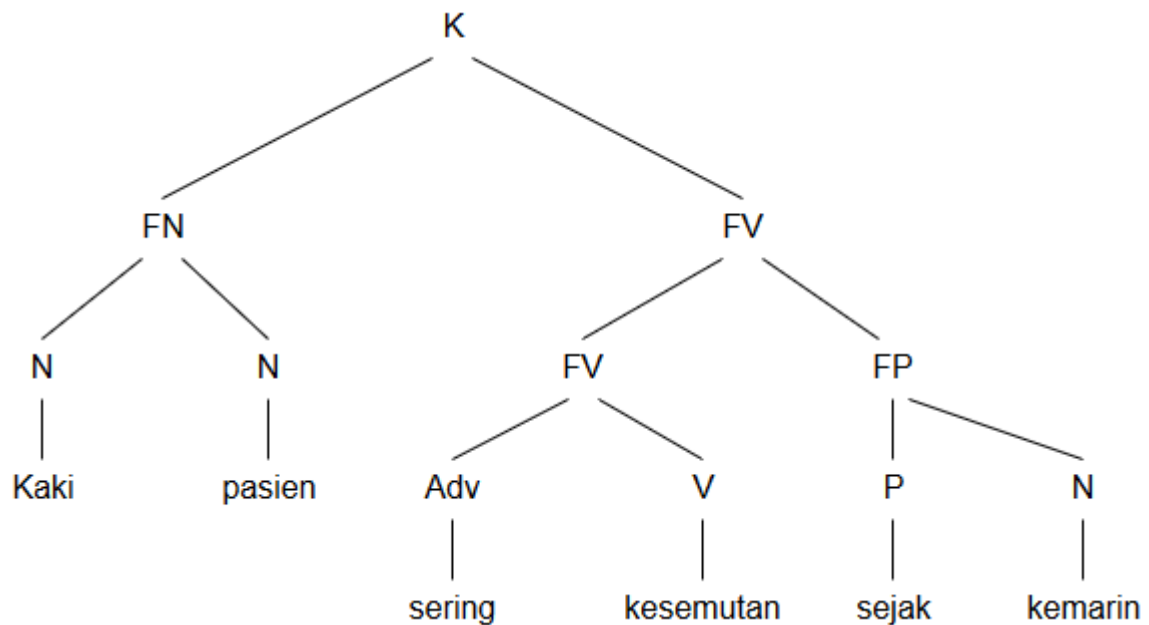 K
FN FV
N N FV FP
Kaki pasien Adv V P N
sering kesemutan sejak kemarin